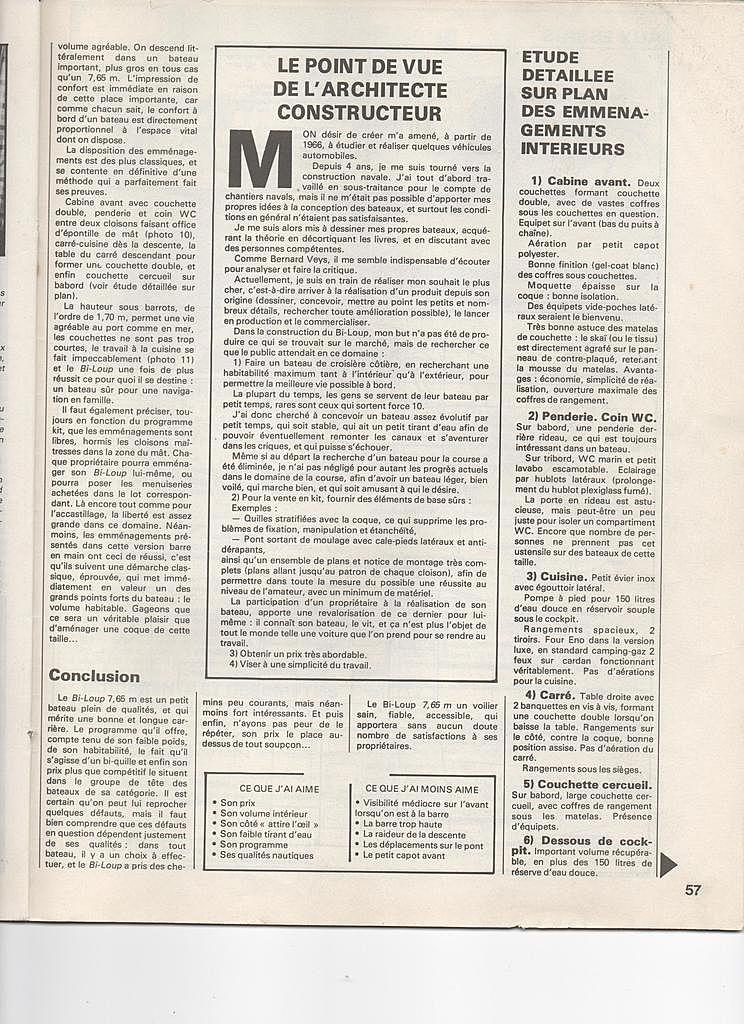 volume agréable. On descend lit-
téralement dans un bateau
important, plus gros en tous cas
qu'un 7,65 m. L'impression de
confort est immédiate en raison
de cette place importante, car
comme chacun sait, le confort à
bord d'un bateau est directement
proportionnel à l'espace vital
dont on dispose.
La disposition des emménage-
ments est des plus classiques, et
se contente en définitive d'une
méthode qui a parfaitement fait
ses preuves.
Cabine avant avec couchette
double, penderie et coin WC
entre deux cloisons faisant office
d'épontille de mât (photo 10),
carré-cuisine dès la descente, la
table du carré descendant pour
former une couchette double, et
enfin couchette cercueil sur
babord (voir étude détaillée sur
plan).
La hauteur sous barrots, de
l'ordre de 1,70 m, permet une vie
agréable au port comme en mer,
les couchettes ne sont pas trop
courtes, le travail à la cuisine se
fait impeccablement (photo 11)
et le Bi-Loup une fois de plus
réussit ce pour quoi il se destine :
un bateau sûr pour une naviga-
tion en famille.
Il faut également préciser, tou-
jours en fonction du programme
kit, que les emménagements sont
libres, hormis les cloisons maî-
tresses dans la zone du mât. Cha-
que propriétaire pourra emména-
ger son Bi-Loup lui-même, ou
pourra poser les menuiseries
achetées dans le lot correspon-
dant. Là encore tout comme pour
l'accastillage, la liberté est assez
grande dans ce domaine. Néan-
moins, les emménagements pré-
sentés dans cette version barre
en main ont ceci de réussi, c'est
qu'ils suivent une démarche clas-
sique, éprouvée, qui met immé-
diatement en valeur un des
grands points forts du bateau : le
volume habitable. Gageons que
ce sera un véritable plaisir que
d'aménager une coque de cette
taille...
LE POINT DE VUE
DE L'ARCHITECTE
CONSTRUCTEUR
MON désir de créer m'a amené, à partir de
1966, à étudier et réaliser quelques véhicules
automobiles.
Depuis 4 ans, je me suis tourné vers la
construction navale. J'ai tout d'abord tra-
vaillé en sous-traitance pour le compte de
chantiers navals, mais il ne m'était pas possible d'apporter mes
propres idées à la conception des bateaux, et surtout les condi-
tions en général n'étaient pas satisfaisantes.
Je me suis alors mis à dessiner mes propres bateaux, acqué-
rant la théorie en décortiquant les livres, et en discutant avec
des personnes compétentes.
Comme Bernard Veys, il me semble indispensable d'écouter
pour analyser et faire la critique.
Actuellement, je suis en train de réaliser mon souhait le plus
cher, c'est-à-dire arriver à la réalisation d'un produit depuis son
origine (dessiner, concevoir, mettre au point les petits et nom-
breux détails, rechercher toute amélioration possible), le lancer
en production et le commercialiser.
Dans la construction du Bi-Loup, mon but n'a pas été de pro-
duire ce qui se trouvait sur le marché, mais de rechercher ce
que le public attendait en ce domaine :
1) Faire un bateau de croisière côtière, en recherchant une
habitabilité maximum tant à l'intérieur qu'à l'extérieur, pour
permettre la meilleure vie possible à bord.
La plupart du temps, les gens se servent de leur bateau par
petit temps, rares sont ceux qui sortent force 10.
J'ai donc cherché à concevoir un bateau assez évolutif par
petit temps, qui soit stable, qui ait un petit tirant d'eau afin de
pouvoir éventuellement remonter les canaux et s'aventurer
dans les criques, et qui puisse s'échouer.
Même si au départ la recherche d'un bateau pour la course a
été éliminée, je n'ai pas négligé pour autant les progrès actuels
dans le domaine de la course, afin d'avoir un bateau léger, bien
voilé, qui marche bien, et qui soit amusant à qui le désire.
2) Pour la vente en kit, fournir des éléments de base sûrs :
Exemples :
— Quilles stratifiées avec la coque, ce qui supprime les pro-
blèmes de fixation, manipulation et étanchéité,
— Pont sortant de moulage avec cale-pieds latéraux et anti-
dérapants,
ainsi qu'un ensemble de plans et notice de montage très com-
plets (plans allant jusqu'au patron de chaque cloison), afin de
permettre dans toute la mesure du possible une réussite au
niveau de l'amateur, avec un minimum de matériel.
La participation d'un propriétaire à la réalisation de son
bateau, apporte une revalorisation de ce dernier pour lui-
même : il connaît son bateau, le vit, et ça n'est plus l'objet de
tout le monde telle une voiture que l'on prend pour se rendre au
travail.
3) Obtenir un prix très abordable.
4) Viser à une simplicité du travail.
ETUDE
DETAILLEE
SUR PLAN
DES EMMENA-
GEMENTS
INTERIEURS
1) Cabine avant. Deux
couchettes formant couchette
double, avec de vastes coffres
sous les couchettes en question.
Equipet sur l'avant (bas du puits à
chaîne).
Aération par petit capot
polyester.
Bonne finition (gel-coat blanc)
des coffres sous couchettes.
Moquette épaisse sur la
coque : bonne isolation.
Des équipets vide-poches laté-
raux seraient le bienvenu.
Très bonne astuce des matelas
de couchette : le skaï (ou le tissu)
est directement agrafé sur le pan-
neau de contre-plaqué, retenant
la mousse du matelas. Avanta-
ges : économie, simplicité de réa-
lisation, ouverture maximale des
coffres de rangement.
2) Penderie. Coin WC.
Sur babord, une penderie der-
rière rideau, ce qui est toujours
intéressant dans un bateau.
Sur tribord, WC marin et petit
lavabo escamotable. Eclairage
par hublots latéraux (prolonge-
ment du hublot plexiglass fumé).
La porte en rideau est astu-
cieuse, mais peut-être un peu
juste pour isoler un compartiment
WC. Encore que nombre de per-
sonnes ne prennent pas cet
ustensile sur des bateaux de cette
taille.
3) Cuisine. Petit évier inox
avec égouttoir latéral.
Pompe à pied pour 150 litres
d'eau douce en réservoir souple
sous le cockpit.
Rangements spacieux, 2
tiroirs. Four Eno dans la version
luxe, en standard camping-gaz 2
feux sur cardan fonctionnant
véritablement. Pas d'aérations
pour la cuisine.
4) Carré. Table droite avec
2 banquettes en vis à vis, formant
une couchette double lorsqu'on
baisse la table. Rangements sur
le côté, contre la coque, bonne
position assise. Pas d'aération du
carré.
Rangements sous les sièges.
5) Couchette cercueil.
Sur babord, large couchette cer-
cueil, avec coffres de rangement
sous les matelas. Présence
d'équipets.
6) Dessous de cock-
pit. Important volume récupéra-
ble, en plus des 150 litres de
réserve d'eau douce.
Conclusion
Le Bi-Loup 7,65 m est un petit
bateau plein de qualités, et qui
mérite une bonne et longue car-
rière. Le programme qu'il offre,
compte tenu de son faible poids,
de son habitabilité, le fait qu'il
s'agisse d'un bi-quille et enfin son
prix plus que compétitif le situent
dans le groupe de tête des
bateaux de sa catégorie. Il est
certain qu'on peut lui reprocher
quelques défauts, mais il faut
bien comprendre que ces défauts
en question dépendent justement
de ses qualités : dans tout
bateau, il y a un choix à effec-
tuer, et le Bi-Loup a pris des che-
mins peu courants, mais néan-
moins fort intéressants. Et puis
enfin, n'ayons pas peur de le
répéter, son prix le place au-
dessus de tout soupçon...
Le Bi-Loup 7,65 m un voilier
sain, fiable, accessible, qui
apportera sans aucun doute
nombre de satisfactions à ses
propriétaires.
CE QUE J'AI AIME
• Son prix
• Son volume intérieur
• Son côté « attire l'œil »
• Son faible tirant d'eau
• Son programme
• Ses qualités nautiques
CE QUE J'AI MOINS AIME
• Visibilité médiocre sur l'avant
lorsqu'on est à la barre
• La barre trop haute
• La raideur de la descente
• Les déplacements sur le pont
• Le petit capot avant
57